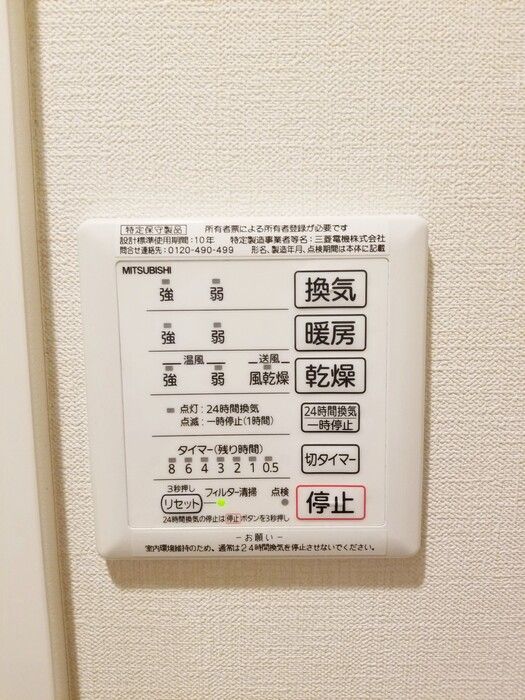 特定保守製品 所有者票による所有者登録が必要です
設計標準使用期間:10年 特定製造事業者等名:三菱電機株式会社
問合せ連絡先:0120-490-499 形名、製造年月、点検期間は本体に記載
MITSUBISHI
強 弱 換気
強 弱 暖房
温風 送風
強 弱 風乾燥 乾燥
点灯:24時間換気
点滅:一時停止(1時間)
24時間換気
一時停止
タイマー(残り時間)
8 6 4 3 2 1 0.5
切タイマー
3秒押し
リセット フィルター清掃 点検
停止
24時間換気の停止は停止ボタンを3秒押し
-お願い-
室内環境維持のため、通常は24時間換気を停止させないでください。